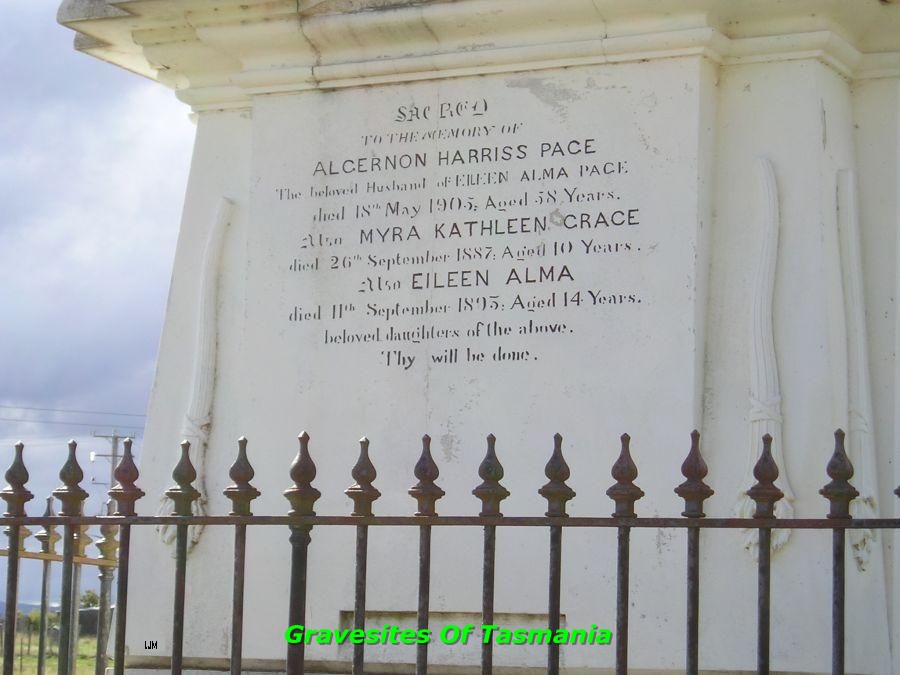 SACRED
TO THE MEMORY OF
ALGERNON HARRISS PAGE
The beloved Husband of EILEEN ALMA PAGE
died 18th May 1905; Aged 58 Years.
Also MYRA KATHLEEN GRACE
died 26th September 1887; Aged 10 Years.
Also EILEEN ALMA
died 11th September 1895; Aged 14 Years.
beloved daughters of the above.
Thy will be done.
Gravesites Of Tasmania
IJM